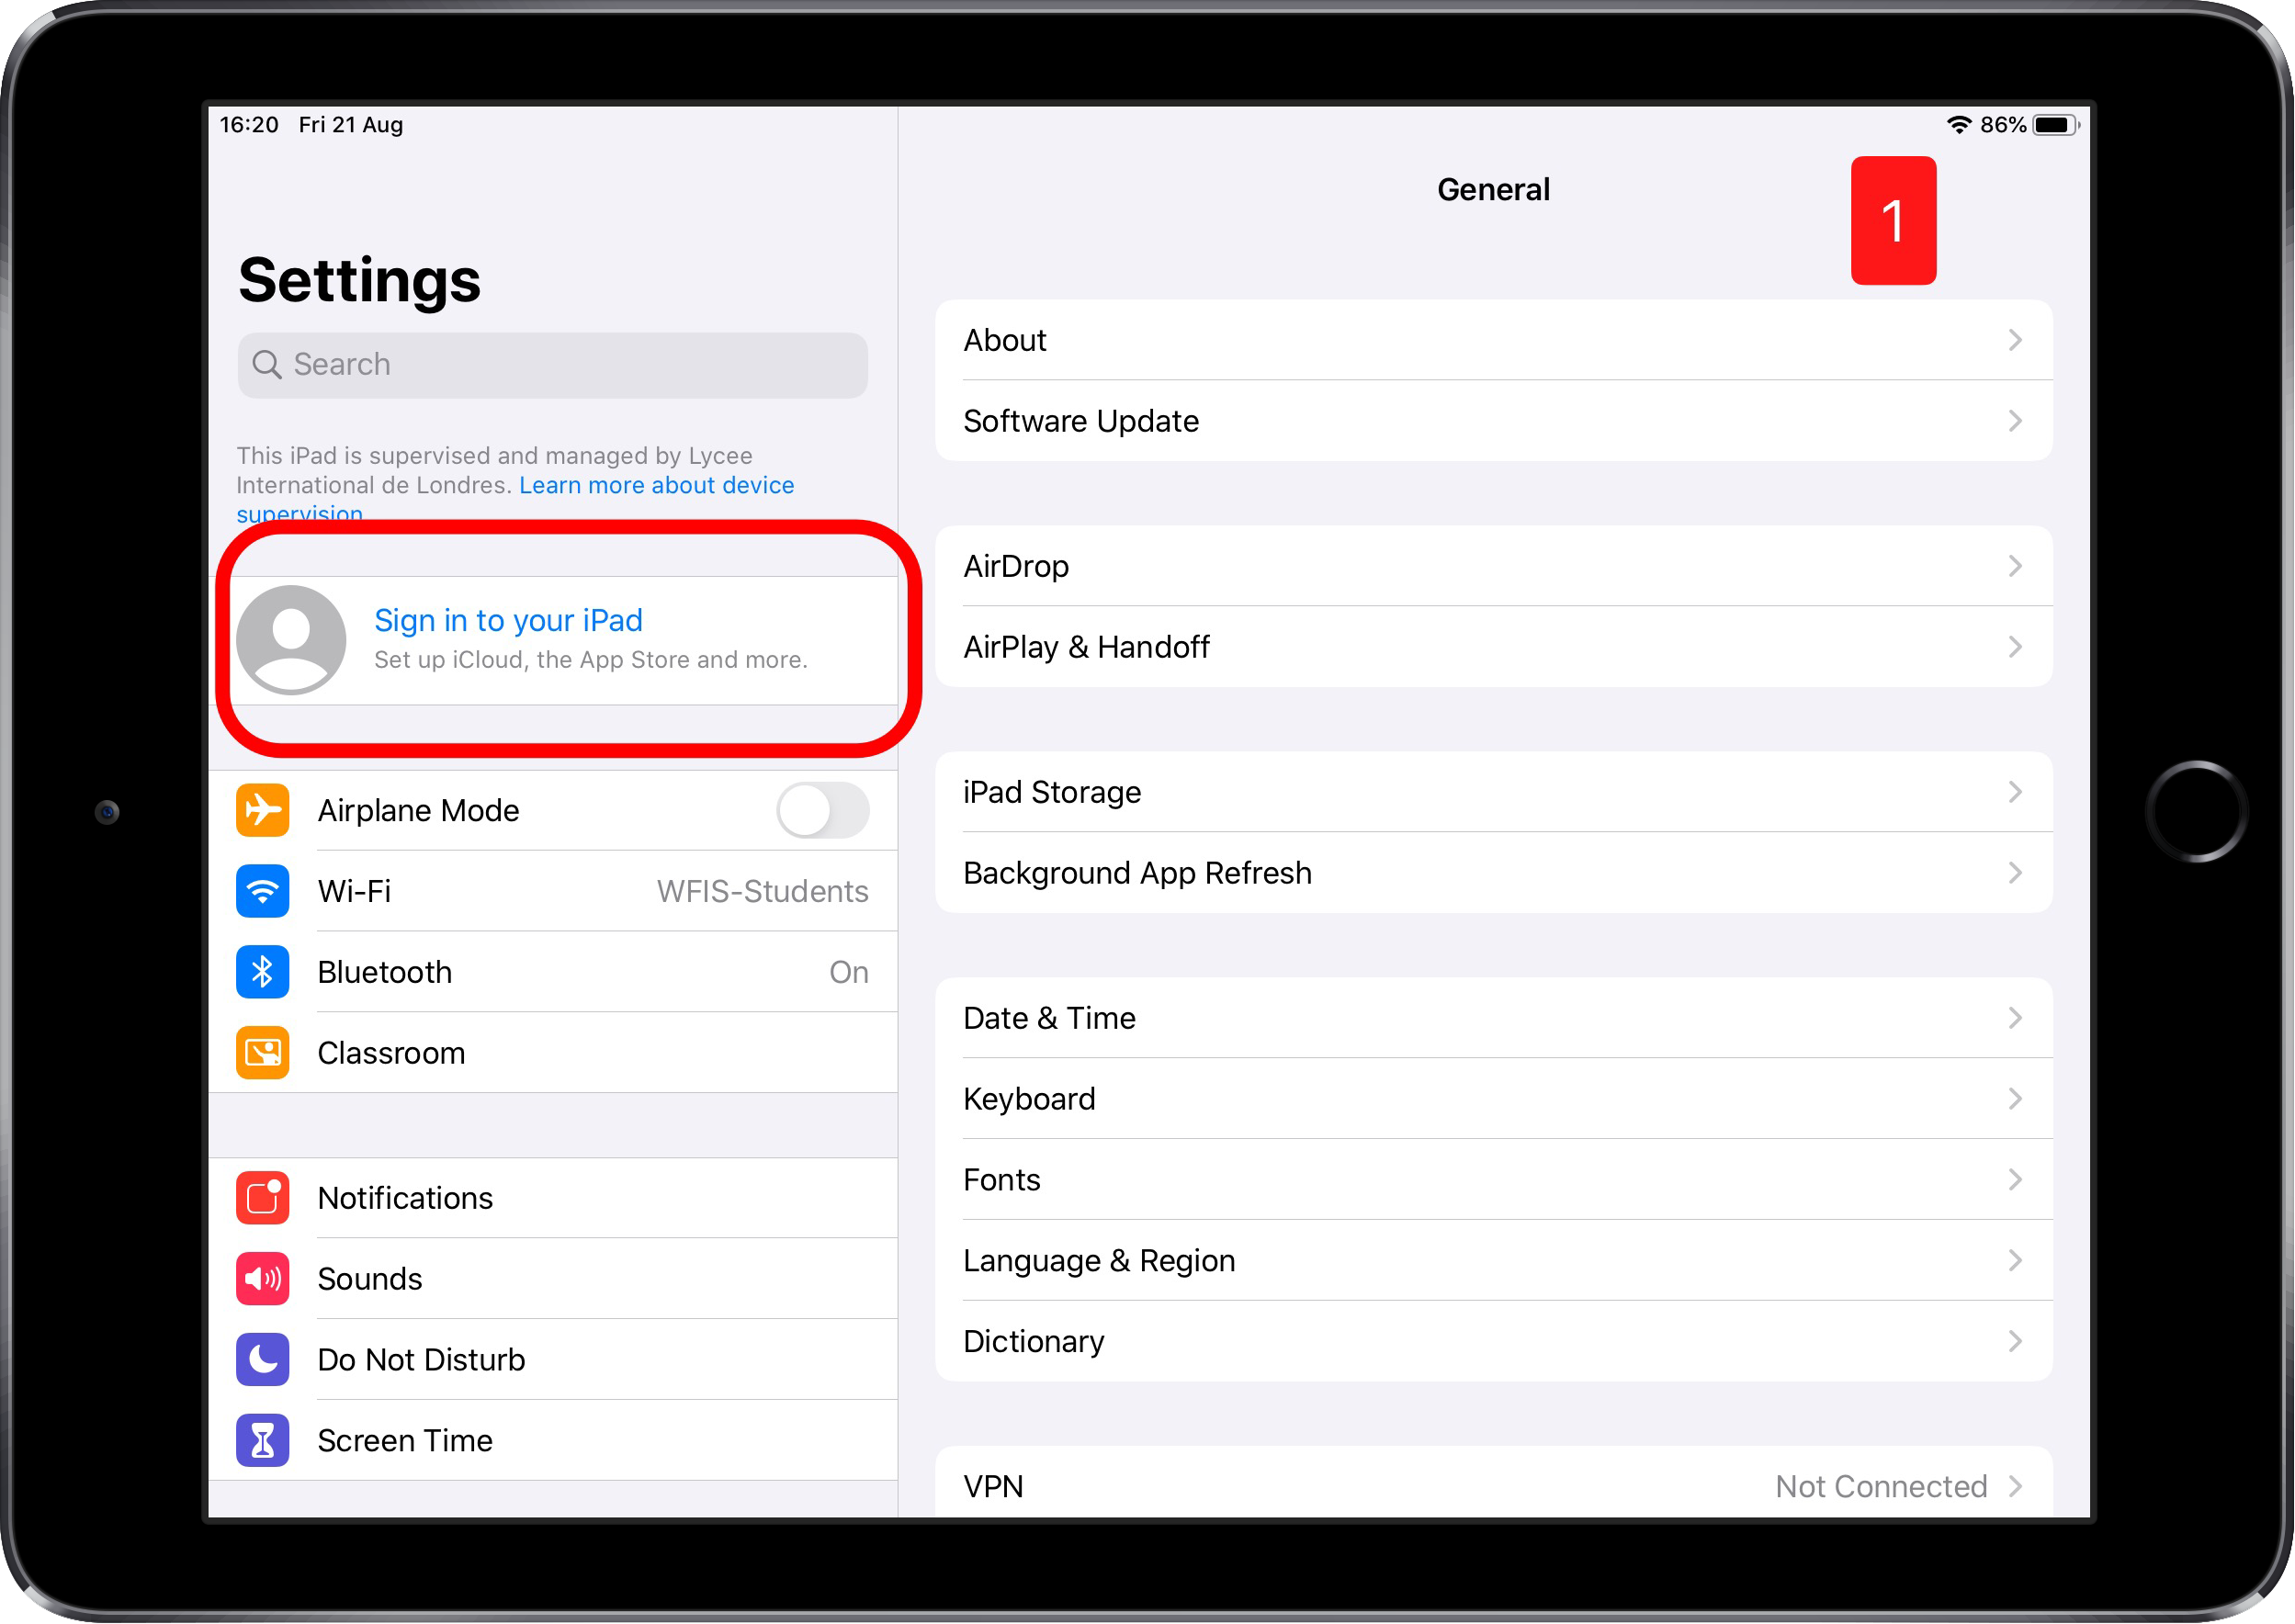 16:20 Fri 21 Aug
86%
Settings
Search
This iPad is supervised and managed by Lycee
International de Londres. Learn more about device
supervision
Sign in to your iPad
Set up iCloud, the App Store and more.
Airplane Mode
Wi-Fi WFIS-Students
Bluetooth On
Classroom
Notifications
Sounds
Do Not Disturb
Screen Time
General
1
About
Software Update
AirDrop
AirPlay & Handoff
iPad Storage
Background App Refresh
Date & Time
Keyboard
Fonts
Language & Region
Dictionary
VPN Not Connected